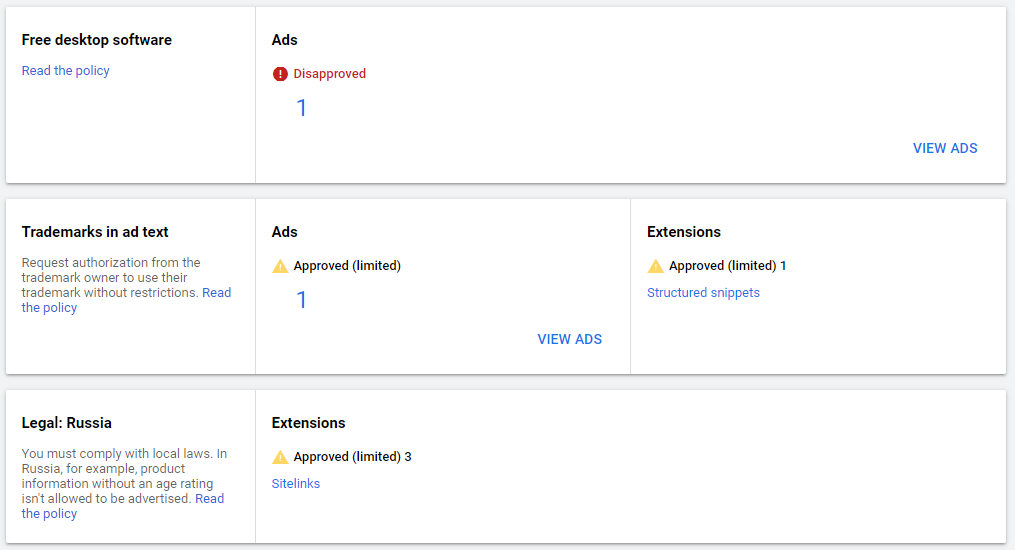 Free desktop software
Read the policy
Ads
Disapproved
1
VIEW ADS
Trademarks in ad text
Request authorization from the
trademark owner to use their
trademark without restrictions. Read
the policy
Ads
Approved (limited)
1
VIEW ADS
Extensions
Approved (limited) 1
Structured snippets
Legal: Russia
You must comply with local laws. In
Russia, for example, product
information without an age rating
isn't allowed to be advertised. Read
the policy
Extensions
Approved (limited) 3
Sitelinks